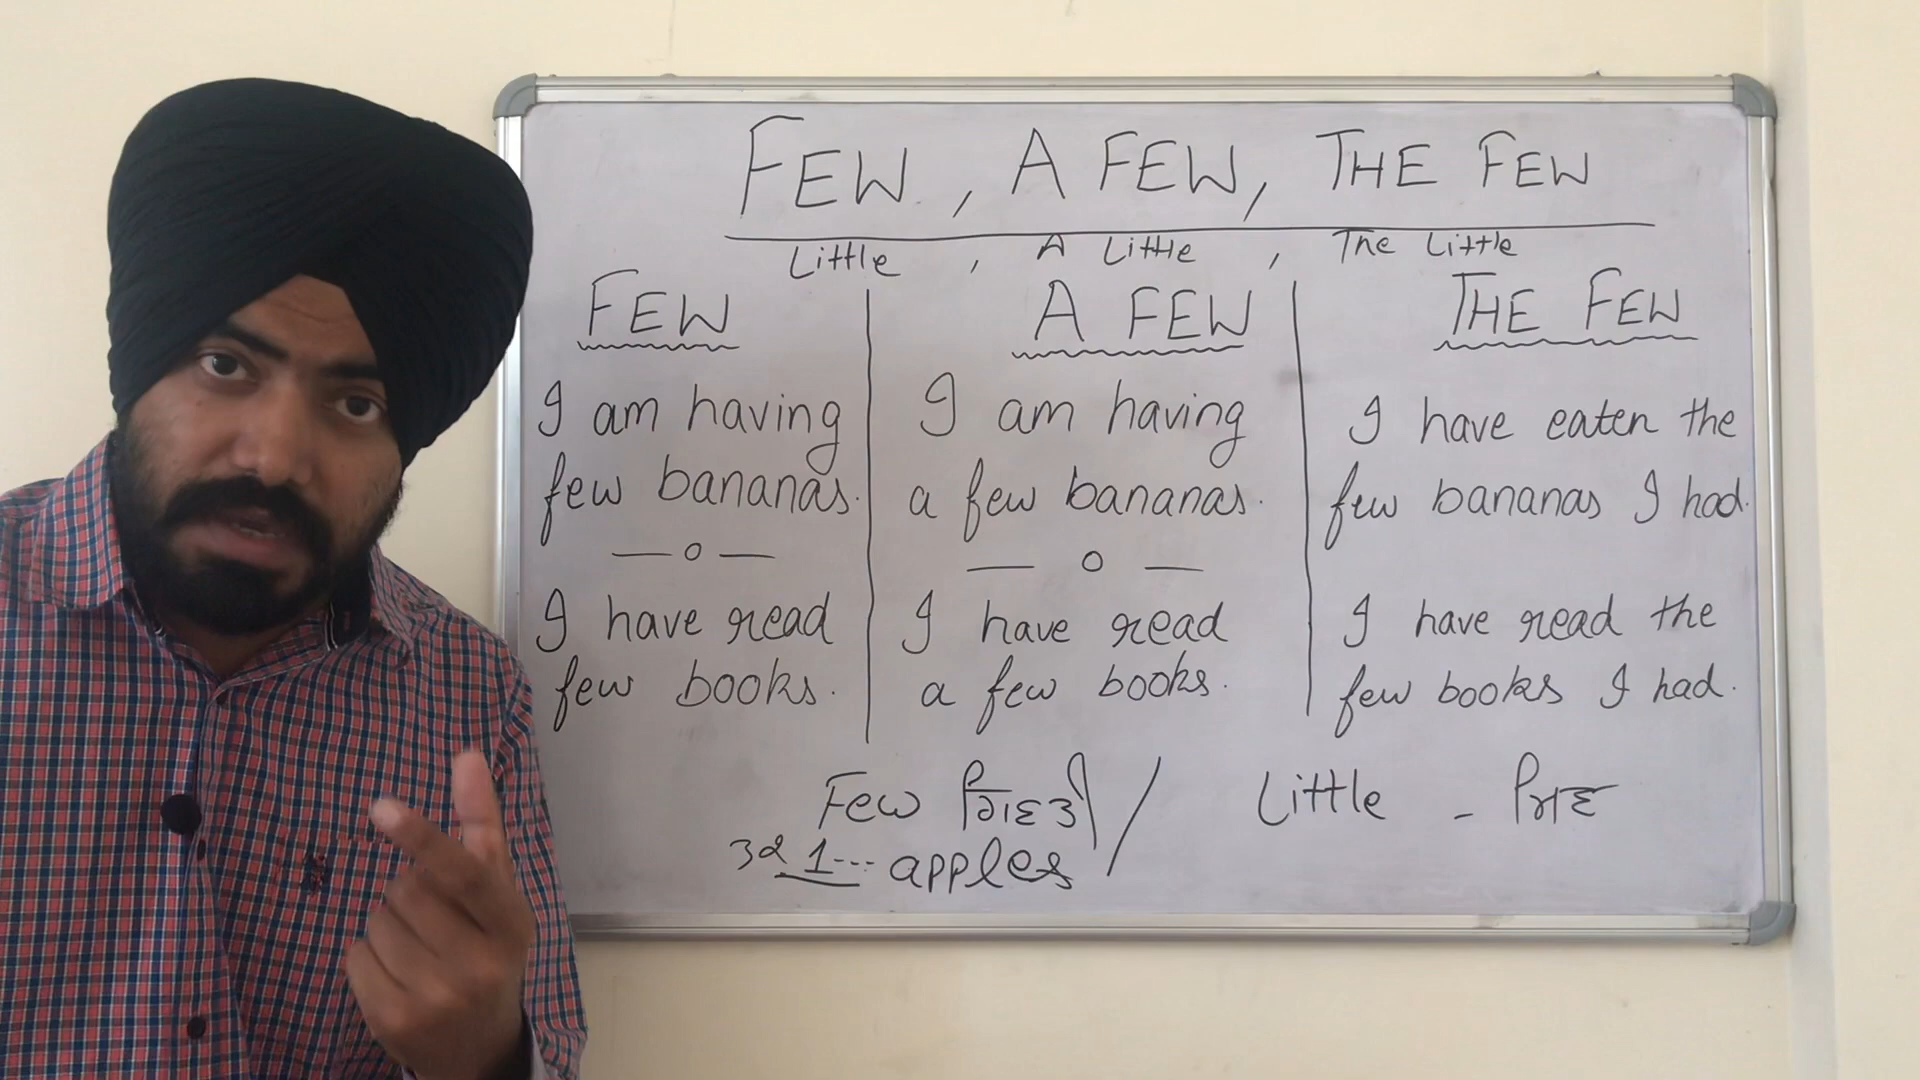 FEW, A FEW, THE FEW
Little, A Little, The Little
FEW
I am having
few bananas.
I have read
few books.
A FEW
I am having
a few bananas.
I have read
a few books.
THE FEW
I have eaten the
few bananas I had.
I have read the
few books I had.
Few ਗਿਣਤੀ / Little - ਮਿਣ
1--- apples